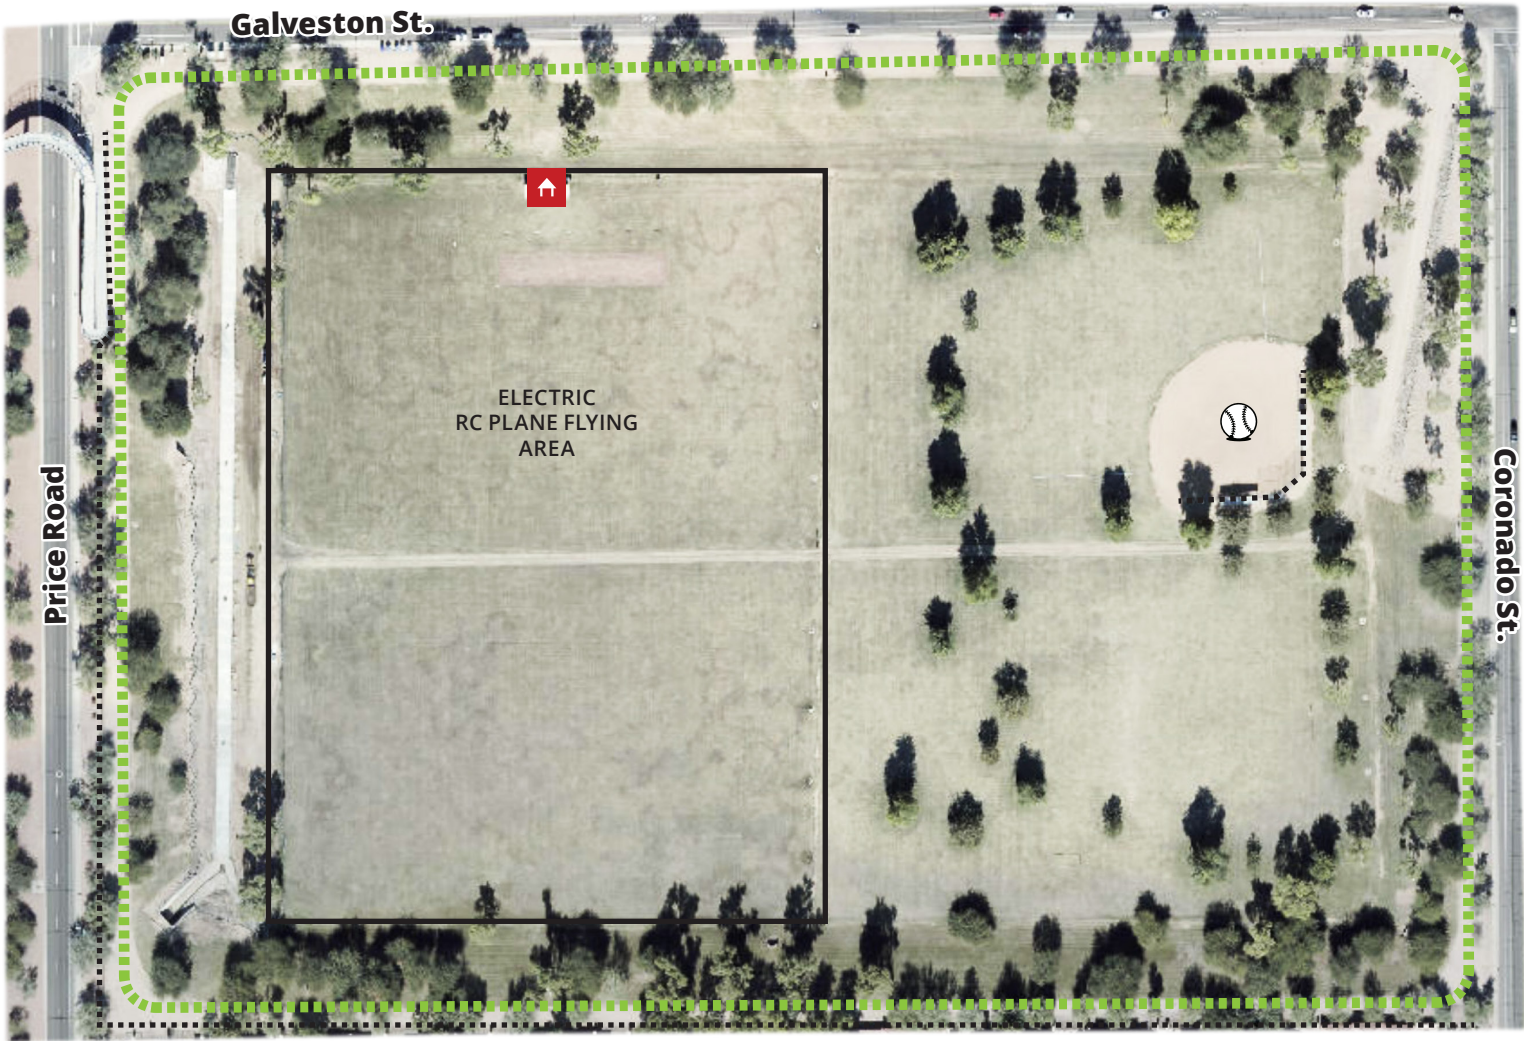 Galveston St.
ELECTRIC
RC PLANE FLYING
AREA
Price Road
Coronado St.